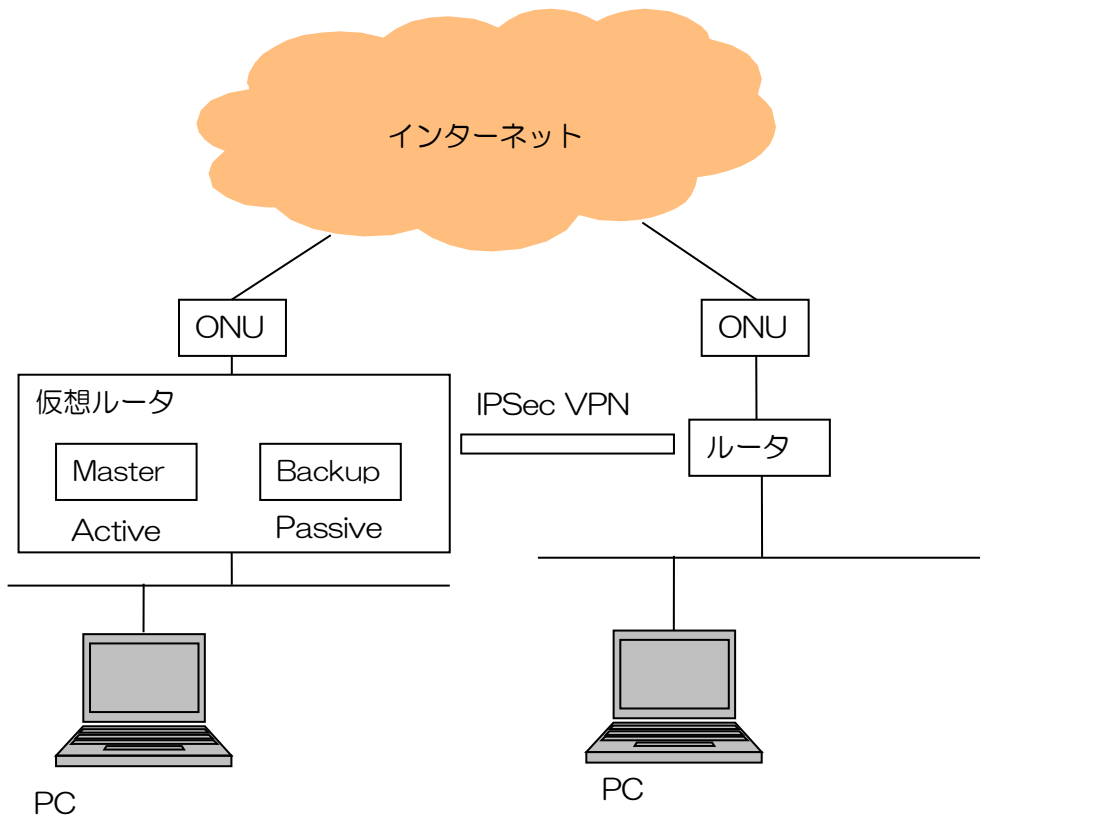 インターネット
ONU
ONU
仮想ルータ
IPSec VPN
ルータ
Master
Backup
Active
Passive
PC
PC